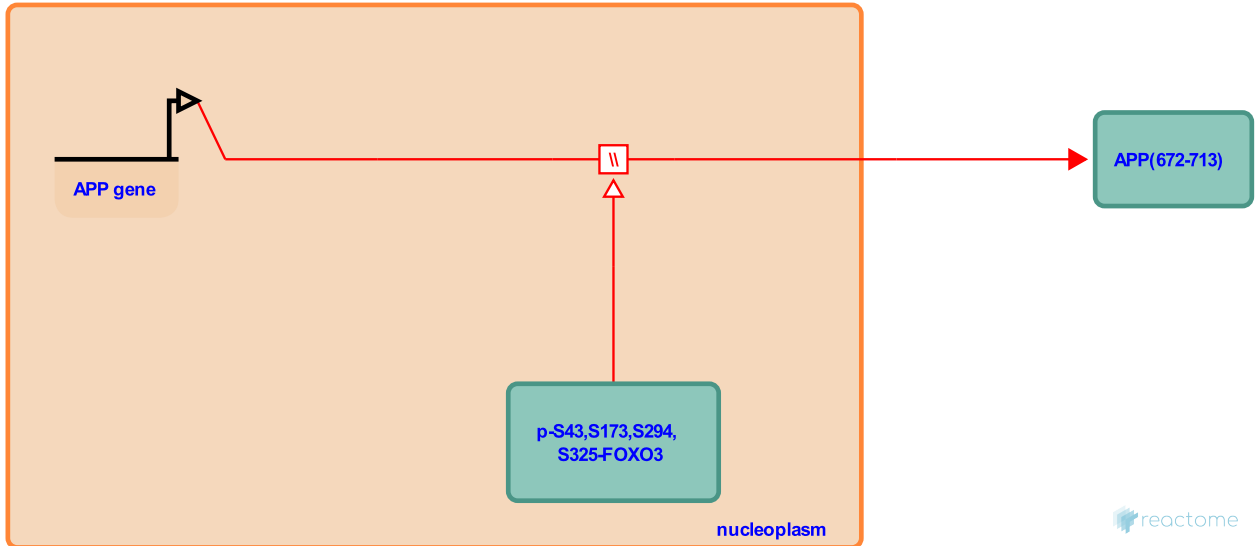 APP gene
\\
APP(672-713)
p-S43,S173,S294,
S325-FOXO3
nucleoplasm
reactome